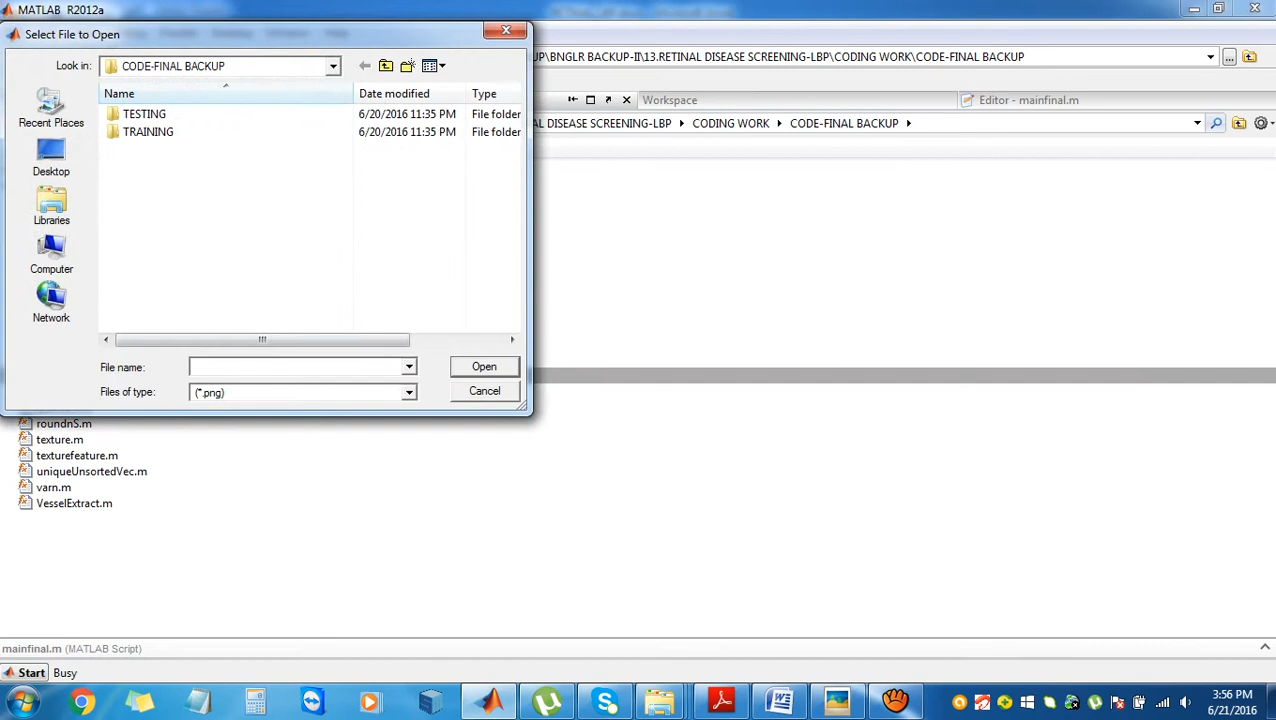 MATLAB R2012a
Select File to Open
Look in:
CODE-FINAL BACKUP
UP\BNGLR BACKUP-II\13.RETINAL DISEASE SCREENING-LBP\CODING WORK\CODE-FINAL BACKUP
Name
Date modified
Type
Workspace
Editor - mainfinal.m
TESTING
6/20/2016 11:35 PM
File folder
TRAINING
6/20/2016 11:35 PM
File folder
AL DISEASE SCREENING-LBP
CODING WORK
CODE-FINAL BACKUP
Recent Places
Desktop
Libraries
Computer
Network
File name:
Open
Files of type:
(*.png)
Cancel
roundnS.m
texture.m
texturefeature.m
uniqueUnsortedVec.m
varn.m
VesselExtract.m
mainfinal.m (MATLAB Script)
Start
Busy
3:56 PM
6/21/2016